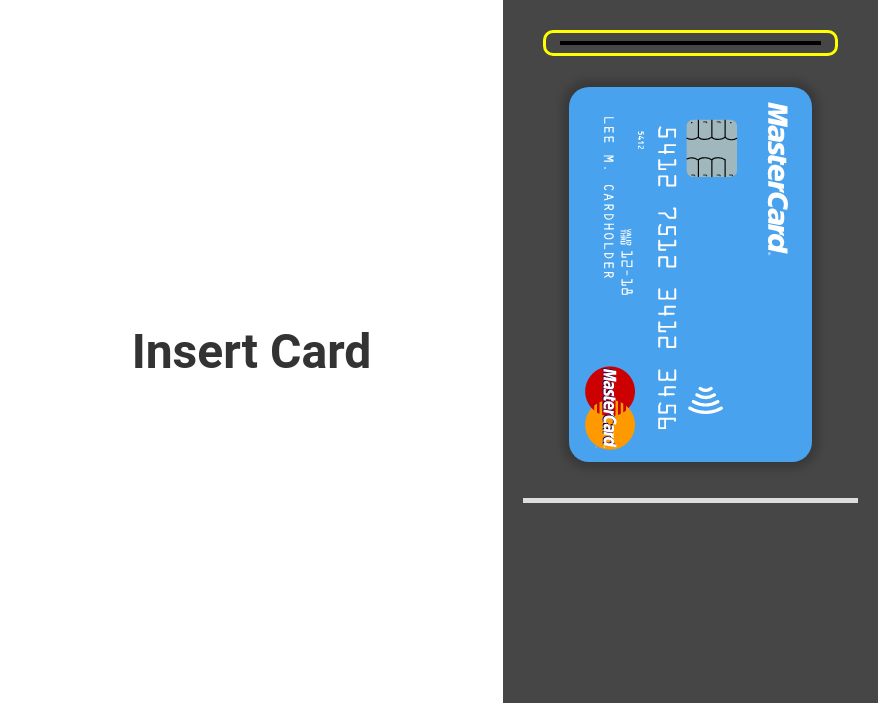 Insert Card
MasterCard
5412 7512 3412 3456
5412
VALID
THRU
12-18
LEE M. CARDHOLDER
MasterCard